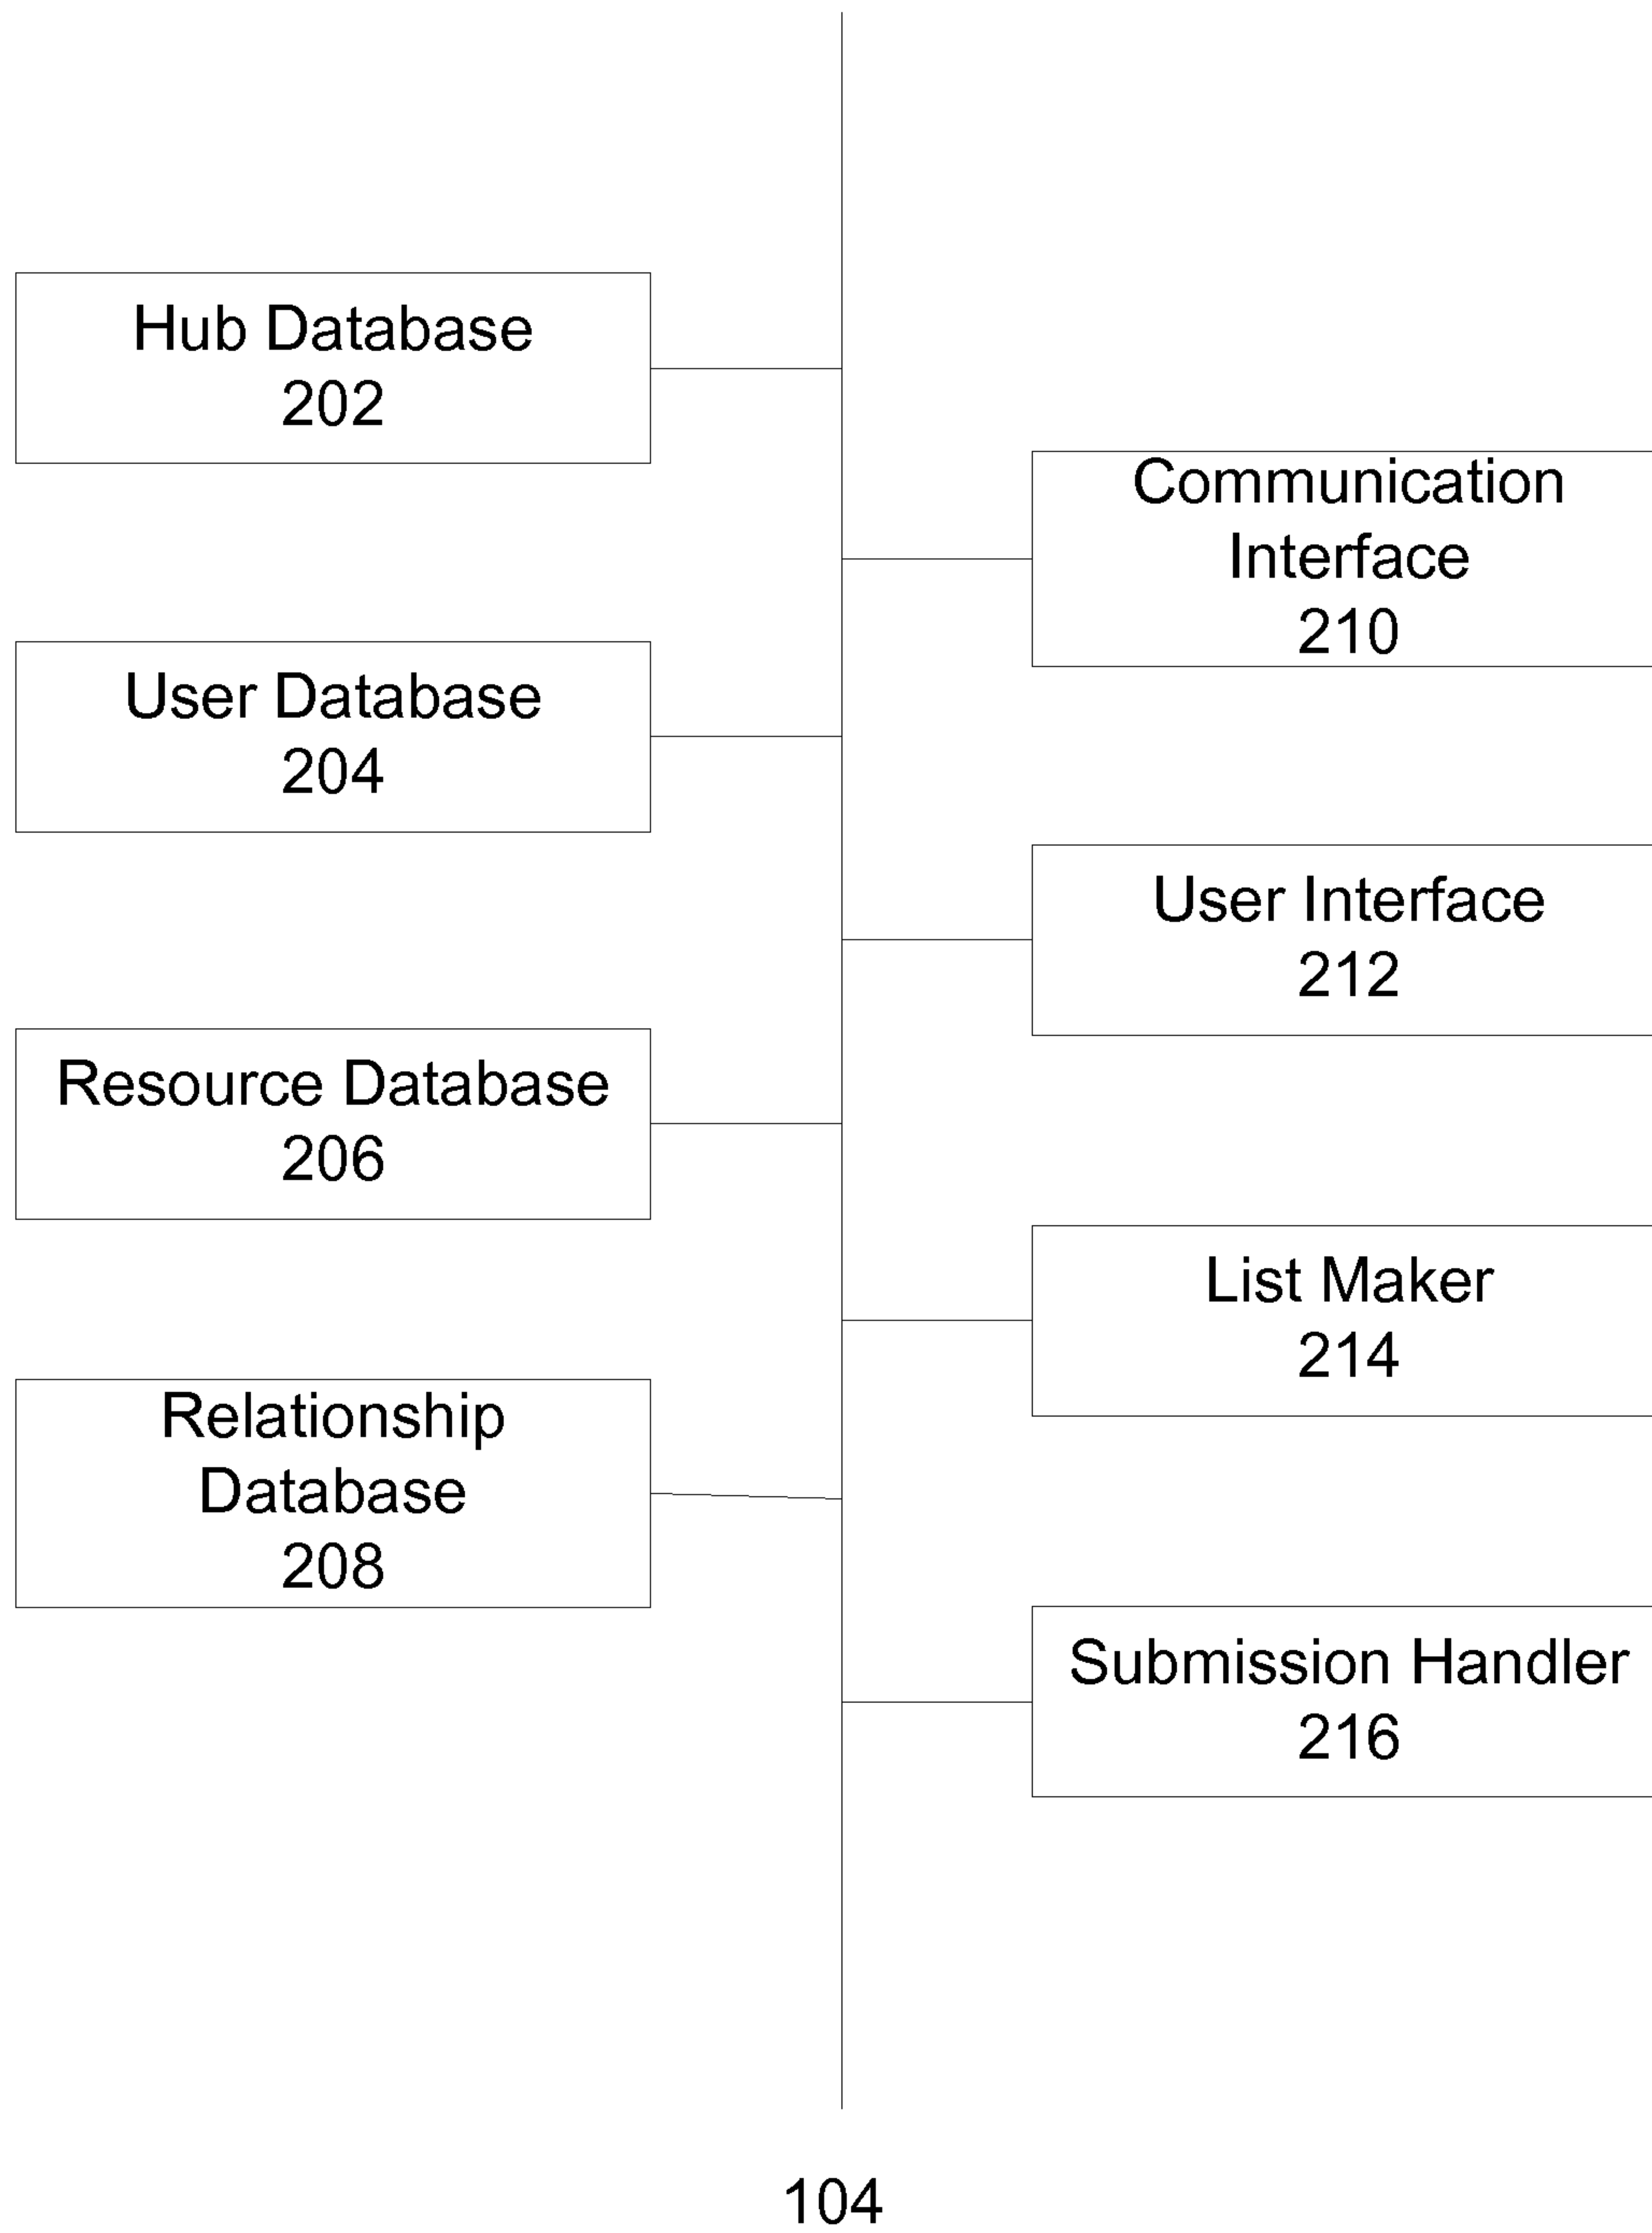 Hub Database
202
Communication
Interface
210
User Database
204
User Interface
212
Resource Database
206
List Maker
214
Relationship
Database
208
Submission Handler
216
104